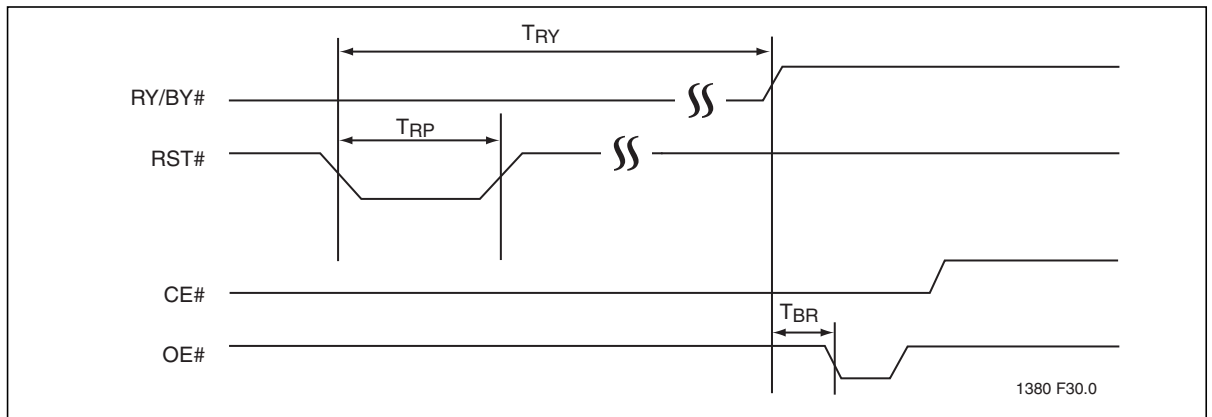 TRY
RY/BY#
TRP
RST#
CE#
TBR
OE#
1380 F30.0